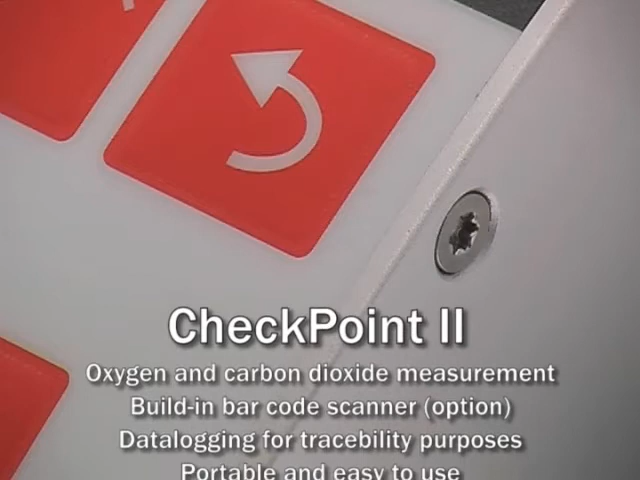 CheckPoint II
Oxygen and carbon dioxide measurement
Build-in bar code scanner (option)
Datalogging for tracebility purposes
Portable and easy to use